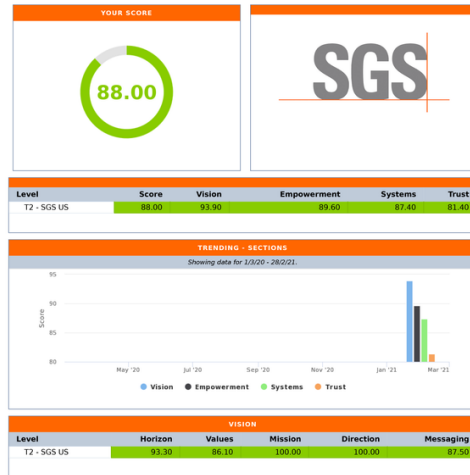 YOUR SCORE
88.00
SGS
Level Score Vision Empowerment Systems Trust
T2 - SGS US 88.00 93.90 89.60 87.40 81.40
TRENDING - SECTIONS
Showing data for 1/3/20 - 28/2/21.
95
90
85
80
Score
May '20 Jul '20 Sep '20 Nov '20 Jan '21 Mar '21
Vision Empowerment Systems Trust
VISION
Level Horizon Values Mission Direction Messaging
T2 - SGS US 93.30 86.10 100.00 100.00 87.50